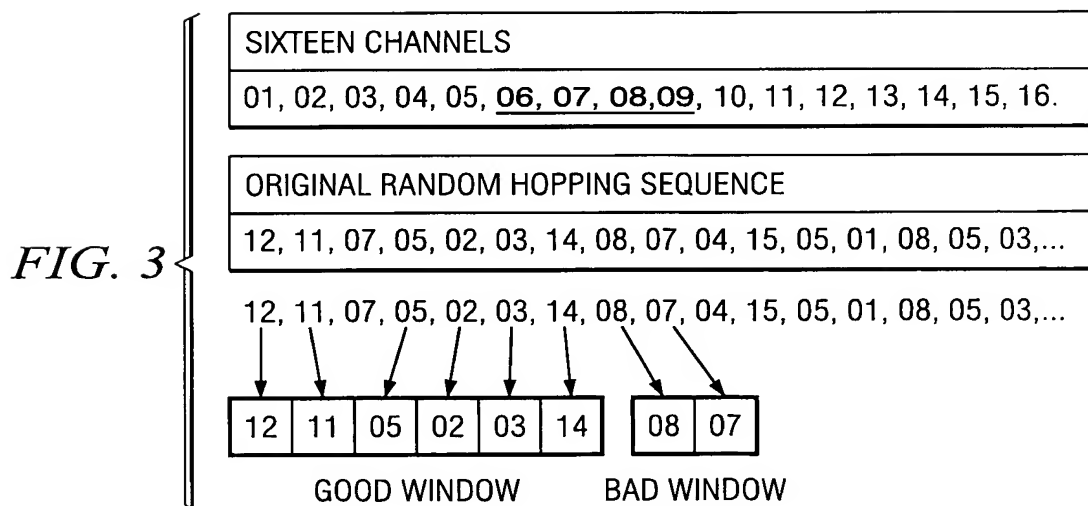 SIXTEEN CHANNELS
01, 02, 03, 04, 05, 06, 07, 08,09, 10, 11, 12, 13, 14, 15, 16.
ORIGINAL RANDOM HOPPING SEQUENCE
12, 11, 07, 05, 02, 03, 14, 08, 07, 04, 15, 05, 01, 08, 05, 03,...
FIG. 3
12, 11, 07, 05, 02, 03, 14, 08, 07, 04, 15, 05, 01, 08, 05, 03,...
12 11 05 02 03 14 08 07
GOOD WINDOW BAD WINDOW